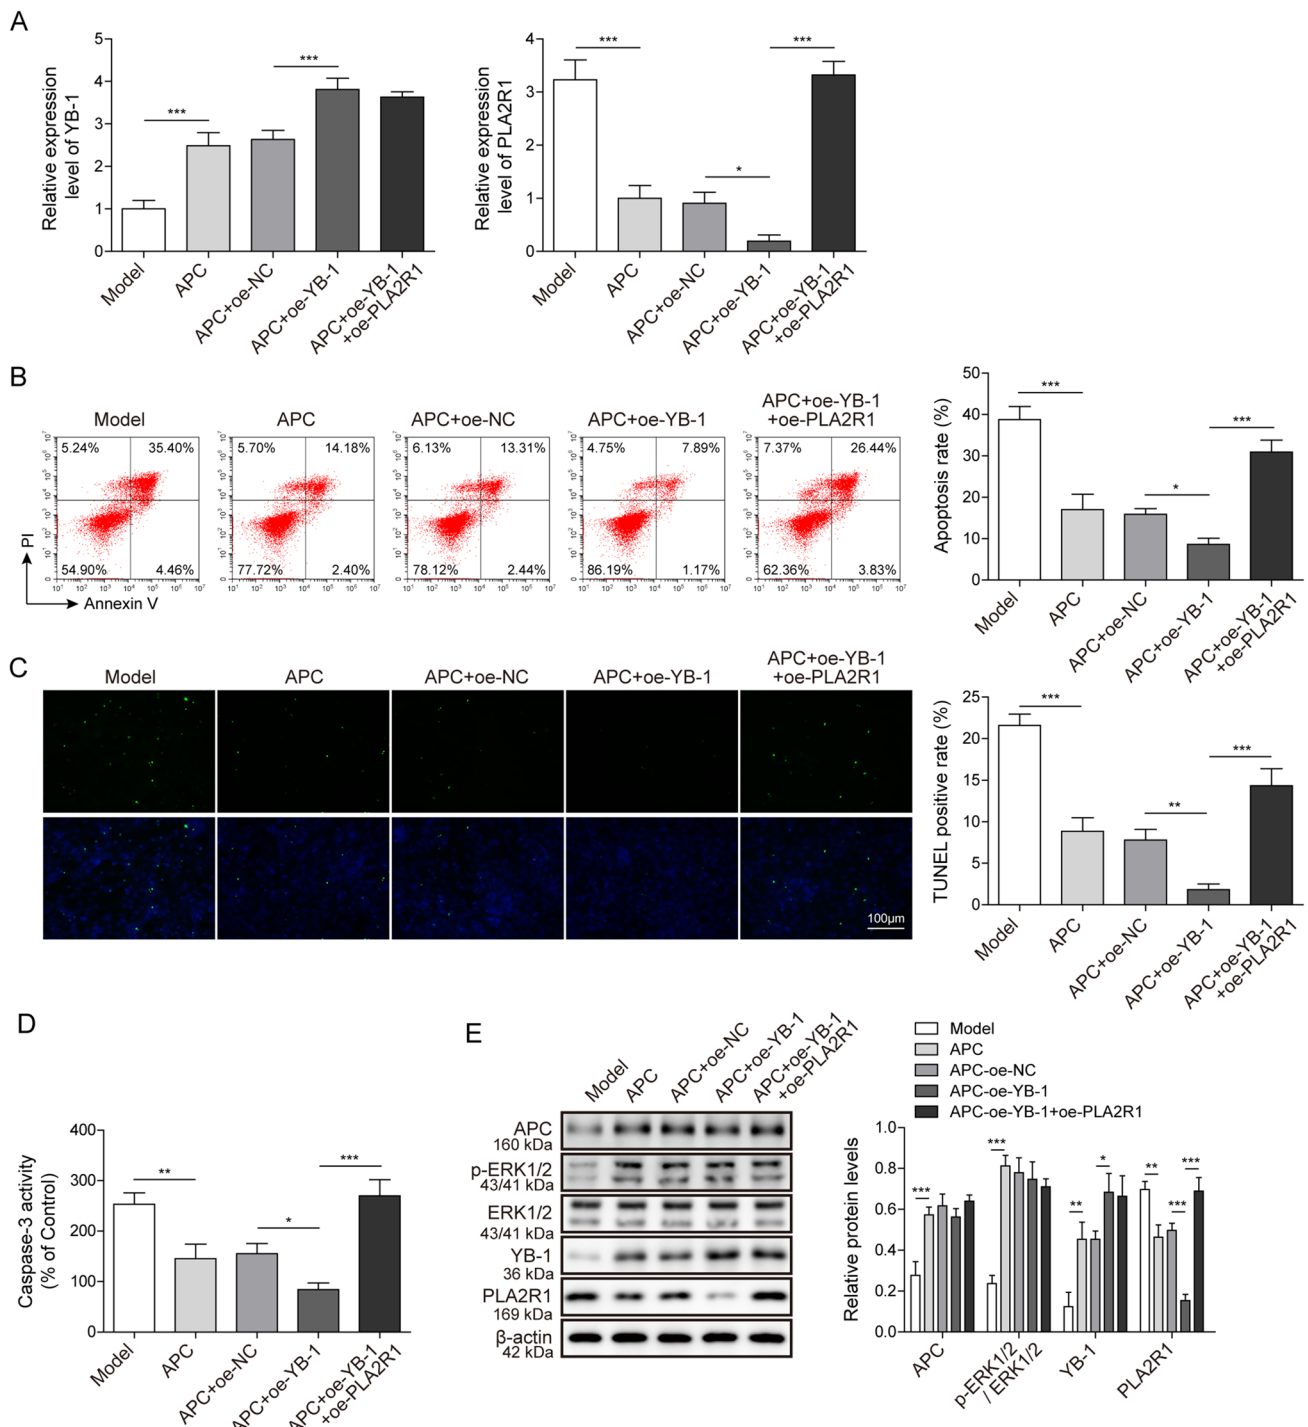 A
Relative expression
level of YB-1
5
4
3
2
1
0
***
***
Model
APC
APC+oe-NC
APC+oe-YB-1
APC+oe-YB-1
+oe-PLA2R1
Relative expression
level of PLA2R1
4
3
2
1
0
***
*
***
Model
APC
APC+oe-NC
APC+oe-YB-1
APC+oe-YB-1
+oe-PLA2R1
B
Model
APC
APC+oe-NC
APC+oe-YB-1
APC+oe-YB-1
+oe-PLA2R1
5.24% 35.40%
54.90% 4.46%
5.70% 14.18%
77.72% 2.40%
6.13% 13.31%
78.12% 2.44%
4.75% 7.89%
86.19% 1.17%
7.37% 26.44%
62.36% 3.83%
PI
Annexin V
Apoptosis rate (%)
50
40
30
20
10
0
***
*
***
Model
APC
APC+oe-NC
APC+oe-YB-1
APC+oe-YB-1
+oe-PLA2R1
C
Model
APC
APC+oe-NC
APC+oe-YB-1
APC+oe-YB-1
+oe-PLA2R1
100μm
TUNEL positive rate (%)
25
20
15
10
5
0
***
**
***
Model
APC
APC+oe-NC
APC+oe-YB-1
APC+oe-YB-1
+oe-PLA2R1
D
Caspase-3 activity
(% of Control)
400
300
200
100
0
**
*
***
Model
APC
APC+oe-NC
APC+oe-YB-1
APC+oe-YB-1
+oe-PLA2R1
E
Model
APC
APC+oe-NC
APC+oe-YB-1
APC+oe-YB-1
+oe-PLA2R1
APC
160 kDa
p-ERK1/2
43/41 kDa
ERK1/2
43/41 kDa
YB-1
36 kDa
PLA2R1
169 kDa
β-actin
42 kDa
Model
APC
APC-oe-NC
APC-oe-YB-1
APC-oe-YB-1+oe-PLA2R1
Relative protein levels
1.0
0.8
0.6
0.4
0.2
0.0
***
***
**
*
**
***
***
APC
p-ERK1/2
/ ERK1/2
YB-1
PLA2R1